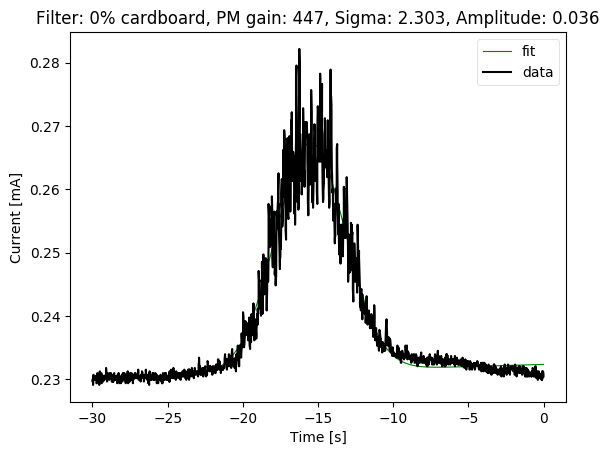 Filter: 0% cardboard, PM gain: 447, Sigma: 2.303, Amplitude: 0.036
fit
data
0.28
0.27
0.26
0.25
0.24
0.23
Current [mA]
−30 −25 −20 −15 −10 −5 0
Time [s]